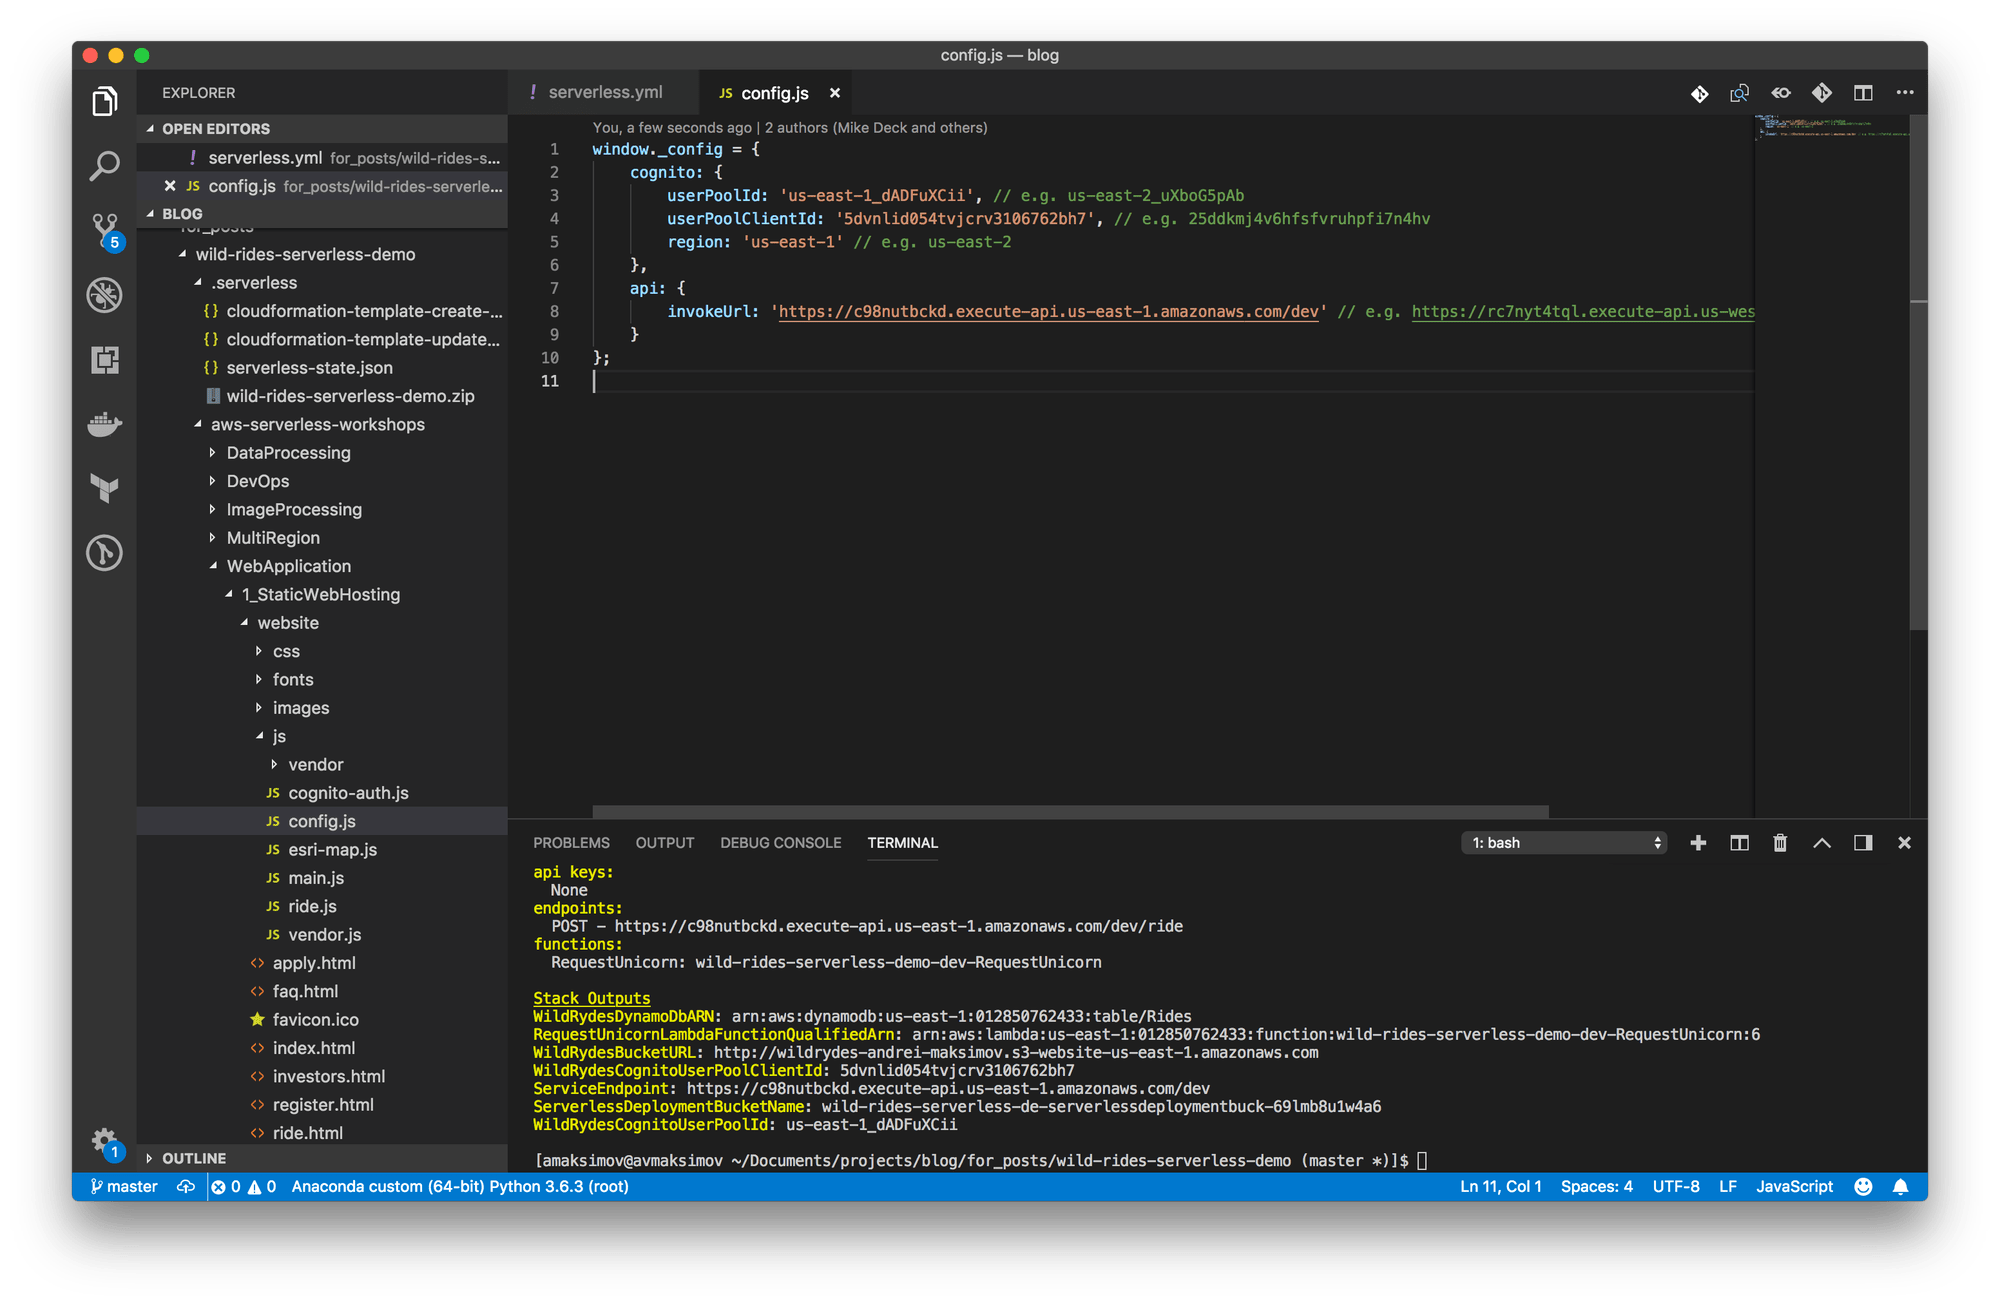 config.js — blog
EXPLORER
OPEN EDITORS
! serverless.yml for_posts/wild-rides-s...
JS config.js for_posts/wild-rides-serverle...
BLOG
for_posts
wild-rides-serverless-demo
.serverless
{} cloudformation-template-create-...
{} cloudformation-template-update...
{} serverless-state.json
wild-rides-serverless-demo.zip
aws-serverless-workshops
DataProcessing
DevOps
ImageProcessing
MultiRegion
WebApplication
1_StaticWebHosting
website
css
fonts
images
js
vendor
JS cognito-auth.js
JS config.js
JS esri-map.js
JS main.js
JS ride.js
JS vendor.js
<> apply.html
<> faq.html
favicon.ico
<> index.html
<> investors.html
<> register.html
<> ride.html
OUTLINE
5
1
! serverless.yml
JS config.js ×
You, a few seconds ago | 2 authors (Mike Deck and others)
1 window._config = {
2 cognito: {
3 userPoolId: 'us-east-1_dADFuXCii', // e.g. us-east-2_uXboG5pAb
4 userPoolClientId: '5dvnlid054tvjcrv3106762bh7', // e.g. 25ddkmj4v6hfsfvruhpfi7n4hv
5 region: 'us-east-1' // e.g. us-east-2
6 },
7 api: {
8 invokeUrl: 'https://c98nutbckd.execute-api.us-east-1.amazonaws.com/dev' // e.g. https://rc7nyt4tql.execute-api.us-wes
9 }
10 };
11
PROBLEMS OUTPUT DEBUG CONSOLE TERMINAL 1: bash
api keys:
None
endpoints:
POST - https://c98nutbckd.execute-api.us-east-1.amazonaws.com/dev/ride
functions:
RequestUnicorn: wild-rides-serverless-demo-dev-RequestUnicorn
Stack Outputs
WildRydesDynamoDbARN: arn:aws:dynamodb:us-east-1:012850762433:table/Rides
RequestUnicornLambdaFunctionQualifiedArn: arn:aws:lambda:us-east-1:012850762433:function:wild-rides-serverless-demo-dev-RequestUnicorn:6
WildRydesBucketURL: http://wildrydes-andrei-maksimov.s3-website-us-east-1.amazonaws.com
WildRydesCognitoUserPoolClientId: 5dvnlid054tvjcrv3106762bh7
ServiceEndpoint: https://c98nutbckd.execute-api.us-east-1.amazonaws.com/dev
ServerlessDeploymentBucketName: wild-rides-serverless-de-serverlessdeploymentbuck-69lmb8u1w4a6
WildRydesCognitoUserPoolId: us-east-1_dADFuXCii
[amaksimov@avmaksimov ~/Documents/projects/blog/for_posts/wild-rides-serverless-demo (master *)]$
master 0 0 Anaconda custom (64-bit) Python 3.6.3 (root)
Ln 11, Col 1 Spaces: 4 UTF-8 LF JavaScript